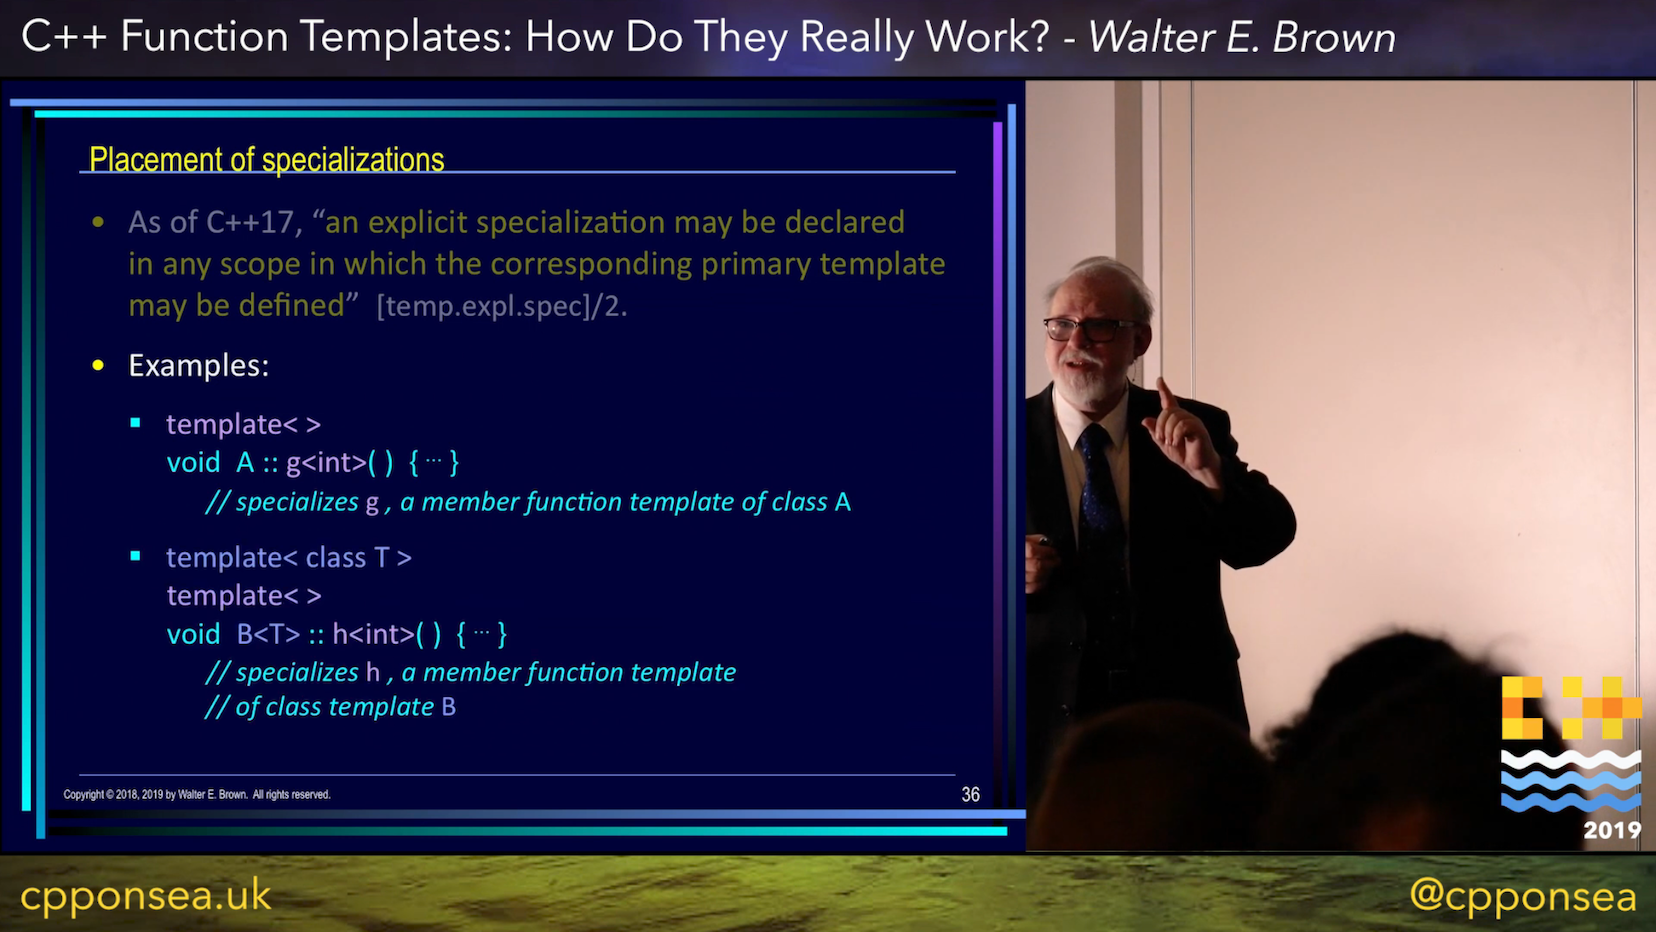 C++ Function Templates: How Do They Really Work? - Walter E. Brown
Placement of specializations
• As of C++17, “an explicit specialization may be declared
in any scope in which the corresponding primary template
may be defined” [temp.expl.spec]/2.
• Examples:
▪ template< >
void A :: g<int>( ) { ··· }
// specializes g , a member function template of class A
▪ template< class T >
template< >
void B<T> :: h<int>( ) { ··· }
// specializes h , a member function template
// of class template B
Copyright © 2018, 2019 by Walter E. Brown. All rights reserved.
36
C++
2019
cpponsea.uk
@cpponsea